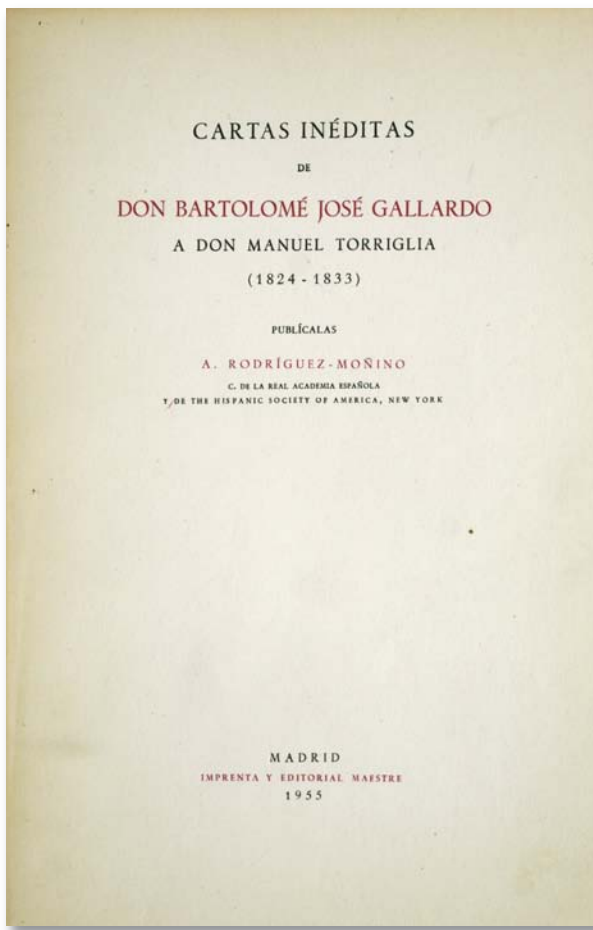 CARTAS INÉDITAS
DE
DON BARTOLOMÉ JOSÉ GALLARDO
A DON MANUEL TORRIGLIA
(1824 - 1833)
PUBLÍCALAS
A. RODRÍGUEZ-MOÑINO
C. DE LA REAL ACADEMIA ESPAÑOLA
Y DE THE HISPANIC SOCIETY OF AMERICA, NEW YORK
MADRID
IMPRENTA Y EDITORIAL MAESTRE
1955